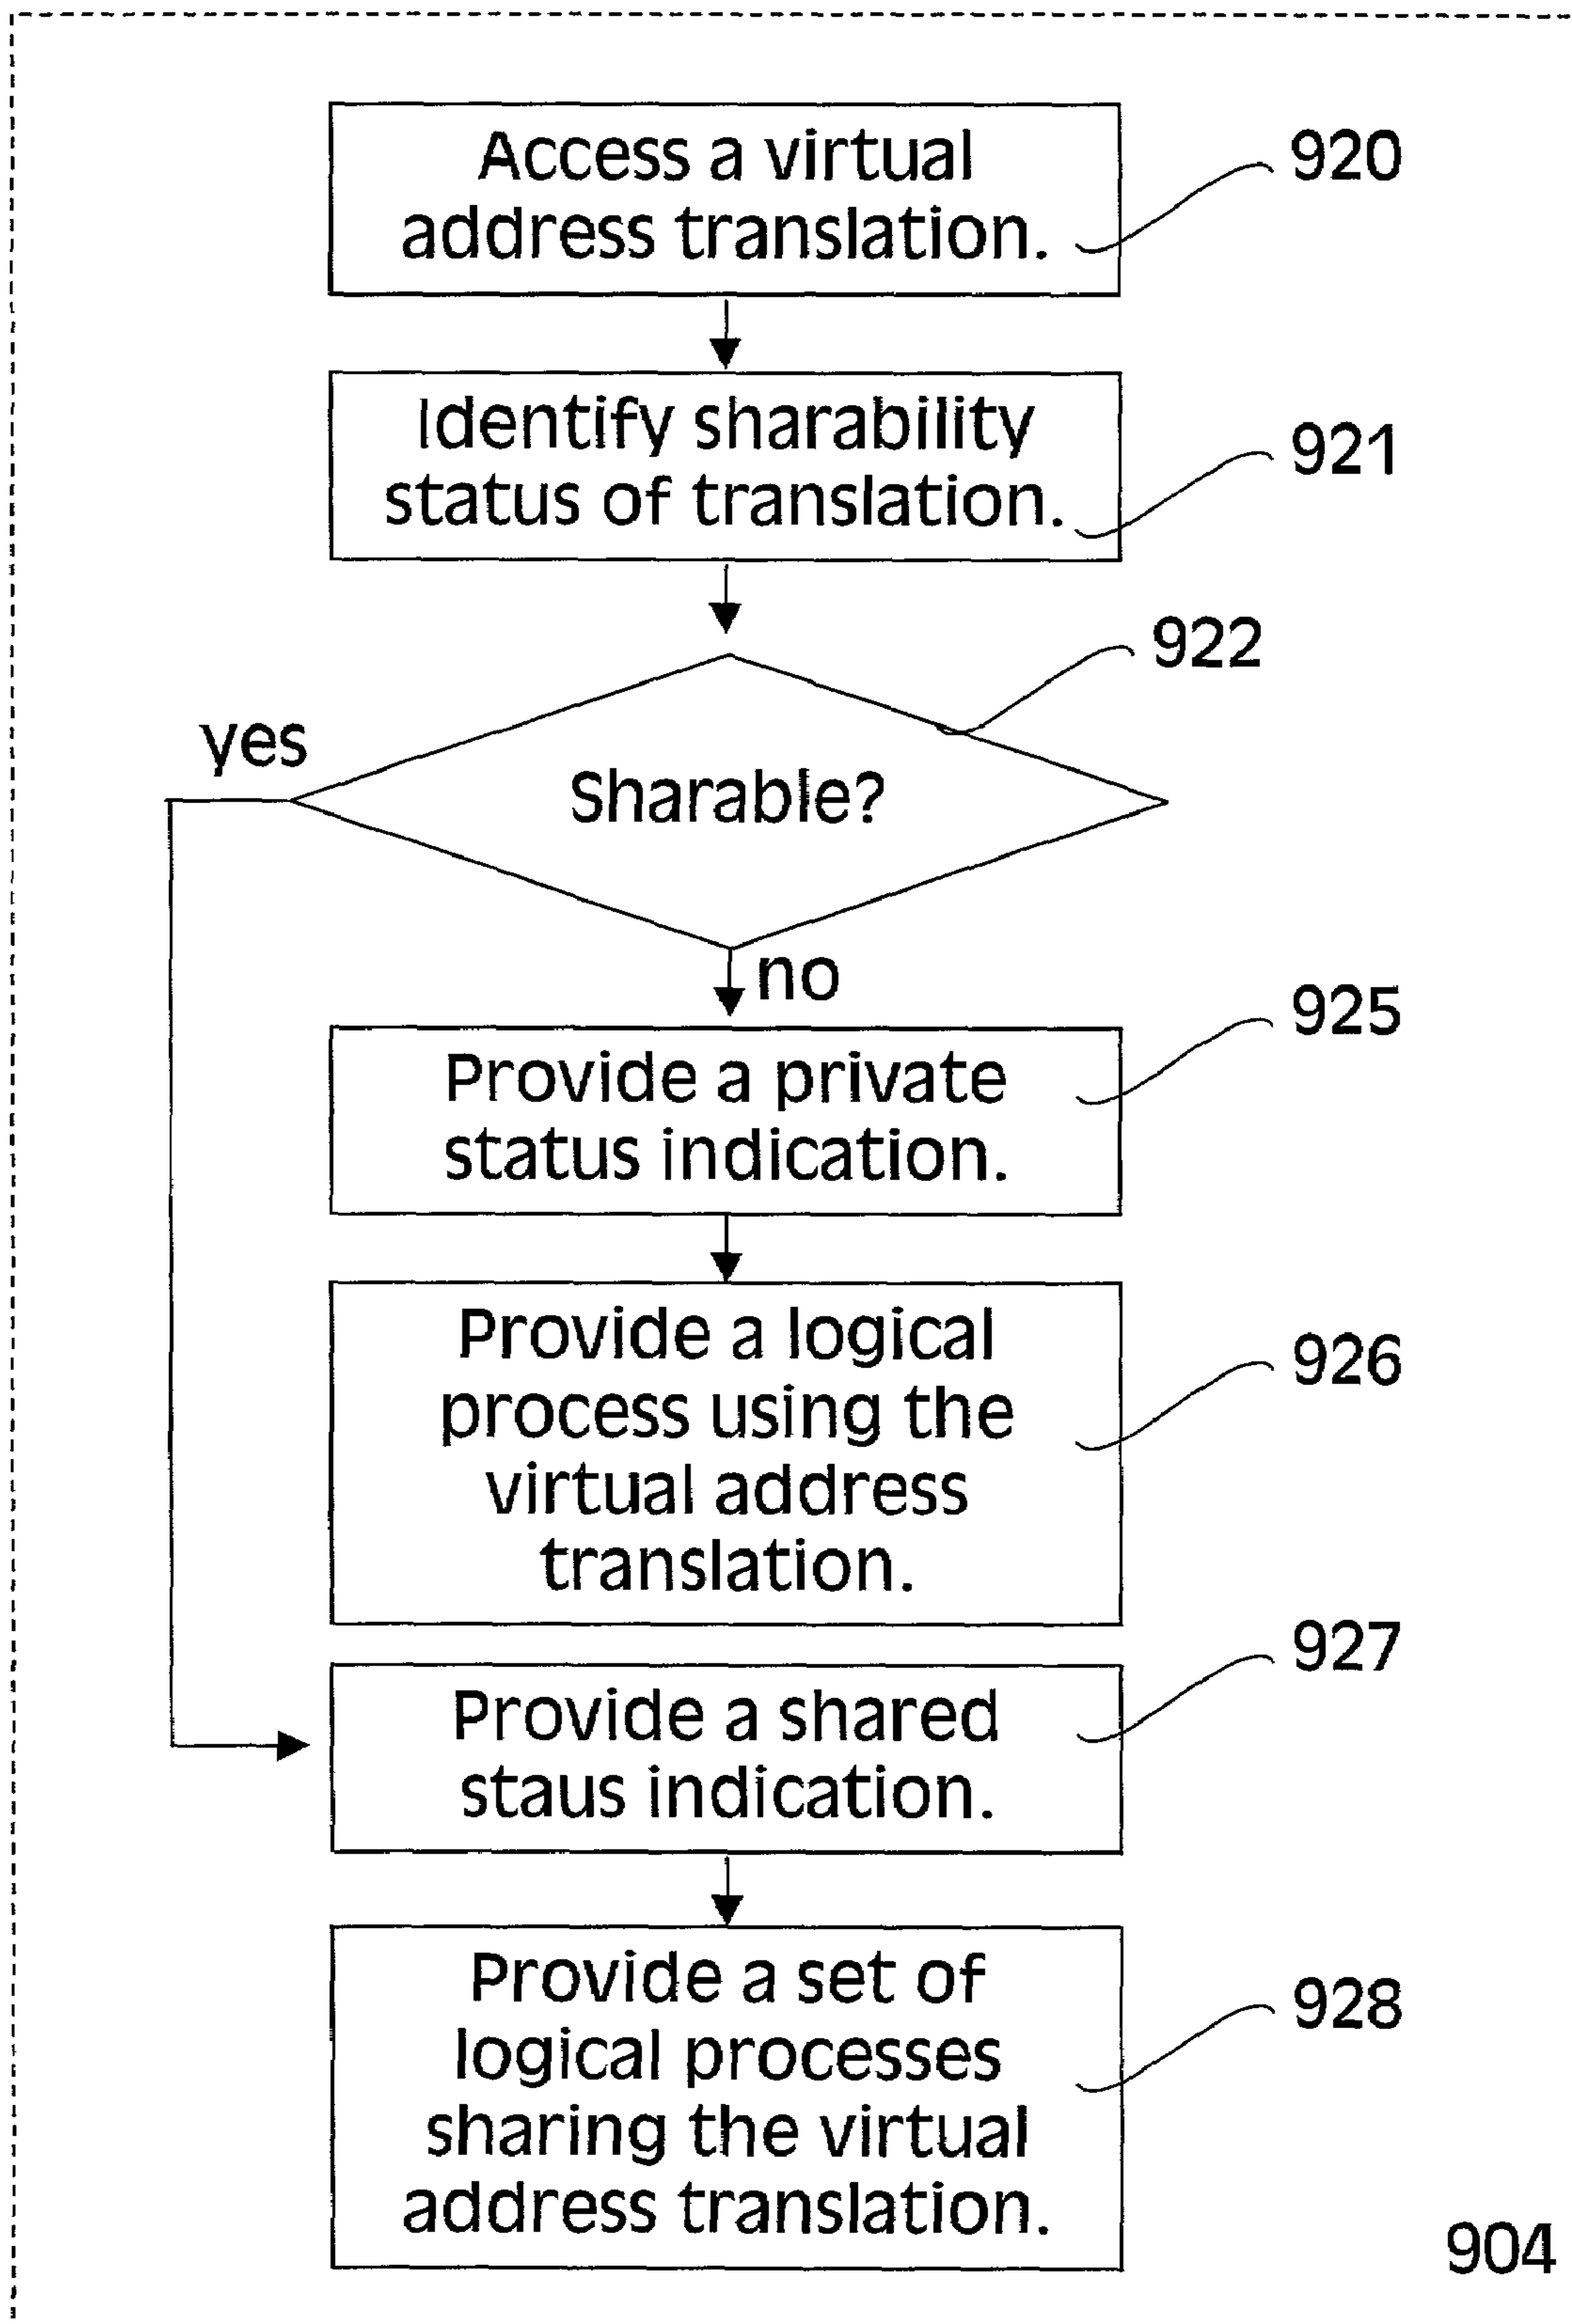 Access a virtual
address translation.
920
Identify sharability
status of translation.
921
922
yes
Sharable?
no
925
Provide a private
status indication.
Provide a logical
process using the
virtual address
translation.
926
927
Provide a shared
staus indication.
Provide a set of
logical processes
sharing the virtual
address translation.
928
904